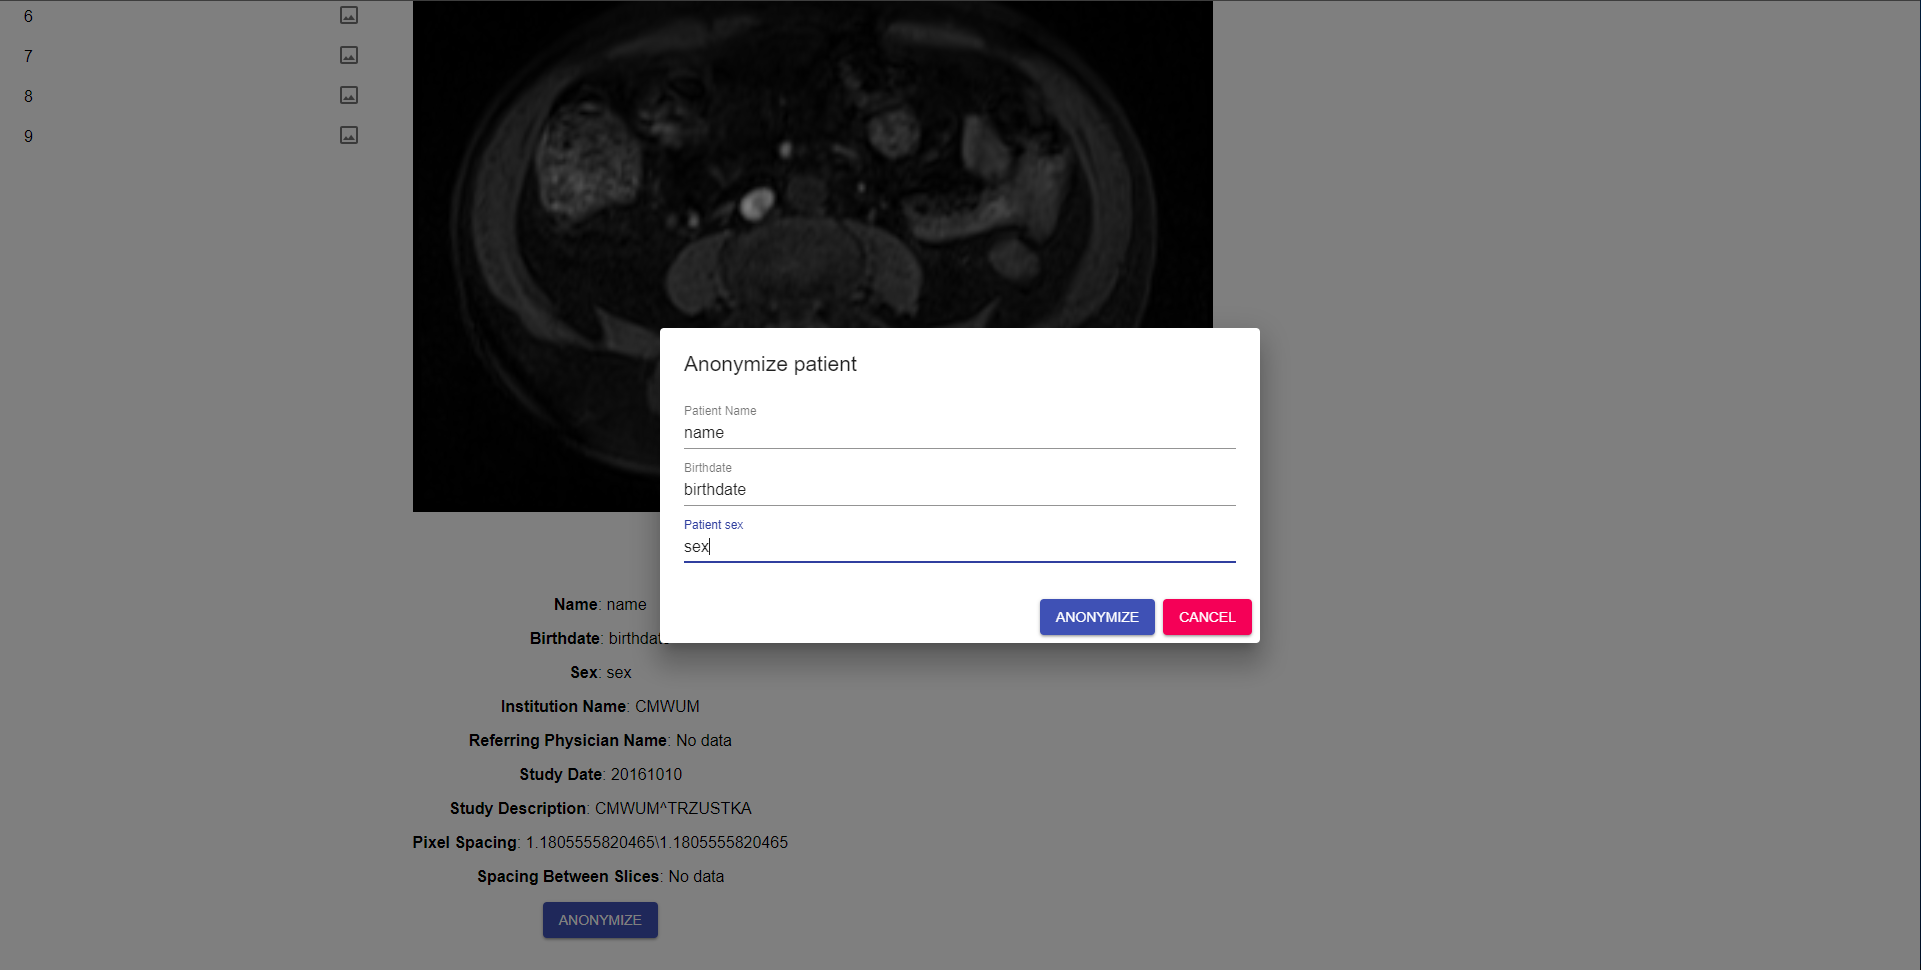 6
7
8
9
Anonymize patient
Patient Name
name
Birthdate
birthdate
Patient sex
sex
ANONYMIZE CANCEL
Name: name
Birthdate: birthdat
Sex: sex
Institution Name: CMWUM
Referring Physician Name: No data
Study Date: 20161010
Study Description: CMWUM^TRZUSTKA
Pixel Spacing: 1.1805555820465\1.1805555820465
Spacing Between Slices: No data
ANONYMIZE